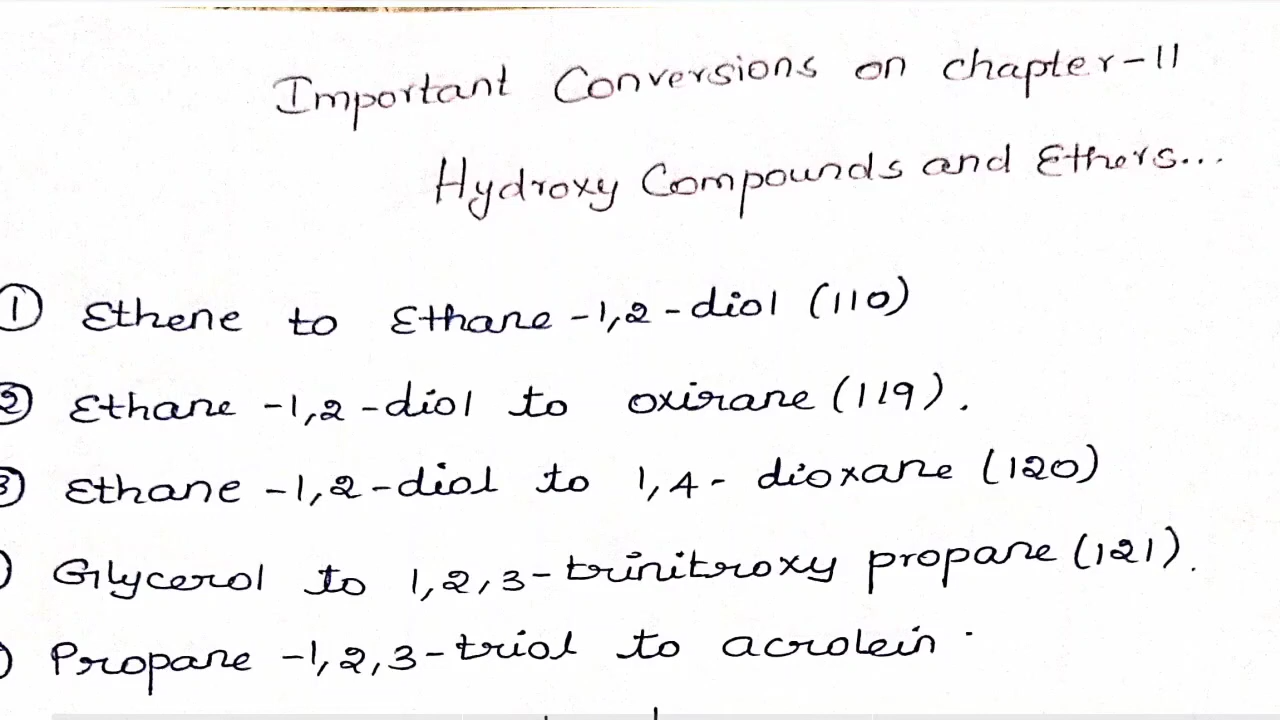 Important Conversions on chapter-11
Hydroxy Compounds and Ethers...
① Ethene to Ethane-1,2-diol (110)
② Ethane-1,2-diol to oxirane (119).
③ Ethane-1,2-diol to 1,4-dioxane (120)
Glycerol to 1,2,3-trinitroxy propane (121).
Propane-1,2,3-triol to acrolein.